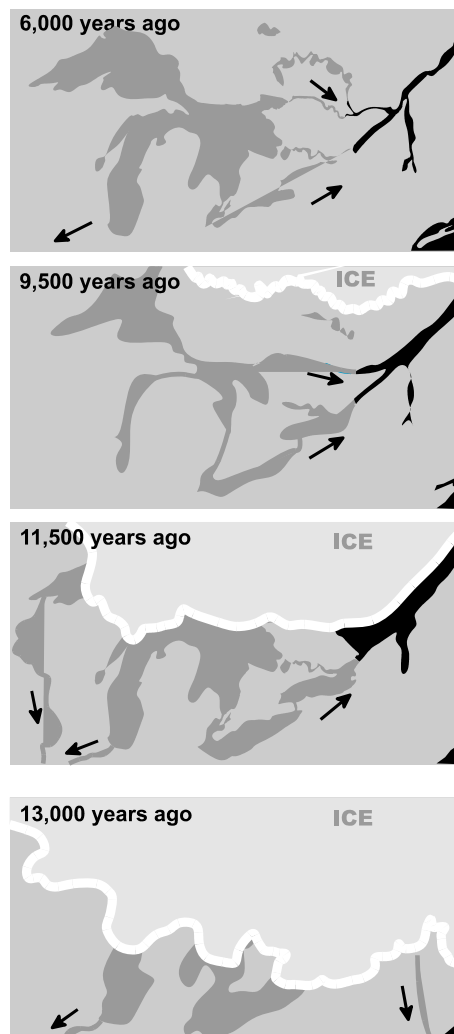 6,000 years ago
9,500 years ago
ICE
11,500 years ago
ICE
13,000 years ago
ICE